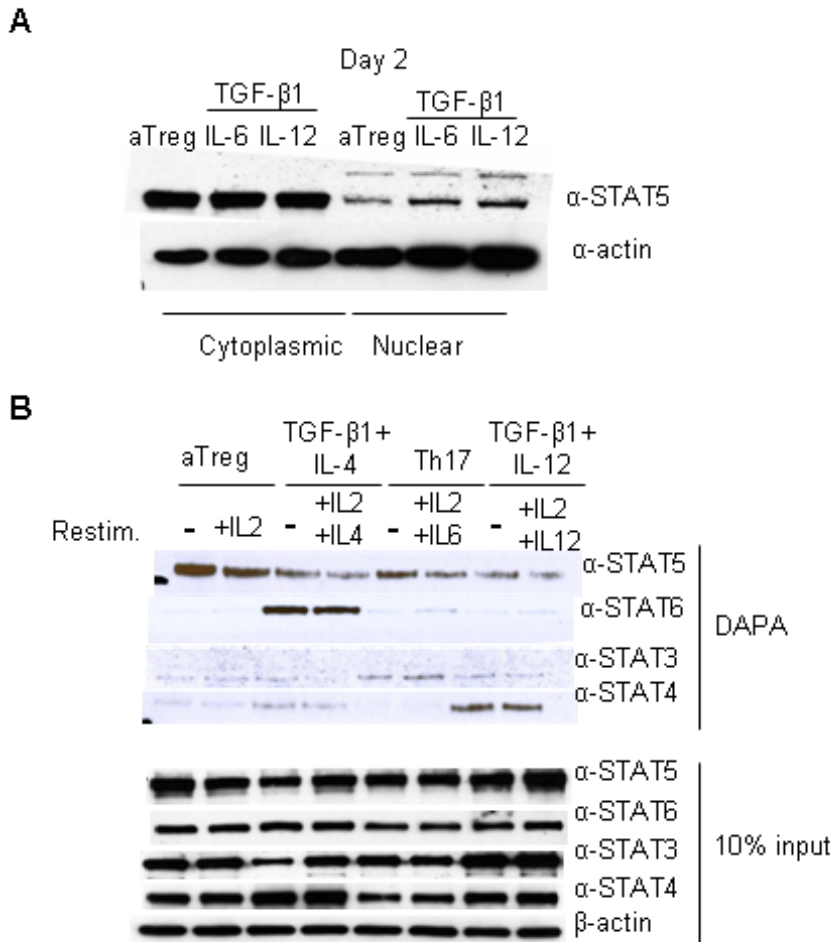 A
Day 2
TGF-β1 TGF-β1
aTreg IL-6 IL-12 aTreg IL-6 IL-12
α-STAT5
α-actin
Cytoplasmic Nuclear
B
aTreg TGF-β1+ IL-4 Th17 TGF-β1+ IL-12
Restim. - +IL2 - +IL2 +IL4 - +IL2 +IL6 - +IL2 +IL12
α-STAT5
α-STAT6
DAPA
α-STAT3
α-STAT4
α-STAT5
α-STAT6
α-STAT3
10% input
α-STAT4
β-actin